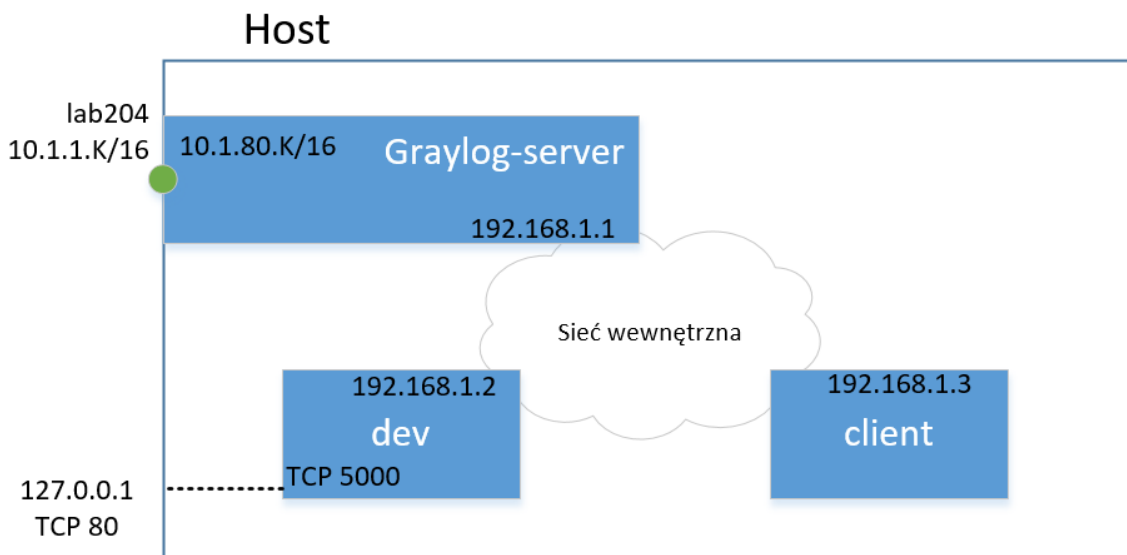 Host
lab204
10.1.1.K/16
10.1.80.K/16
Graylog-server
192.168.1.1
Sieć wewnętrzna
192.168.1.2
dev
TCP 5000
192.168.1.3
client
127.0.0.1
TCP 80